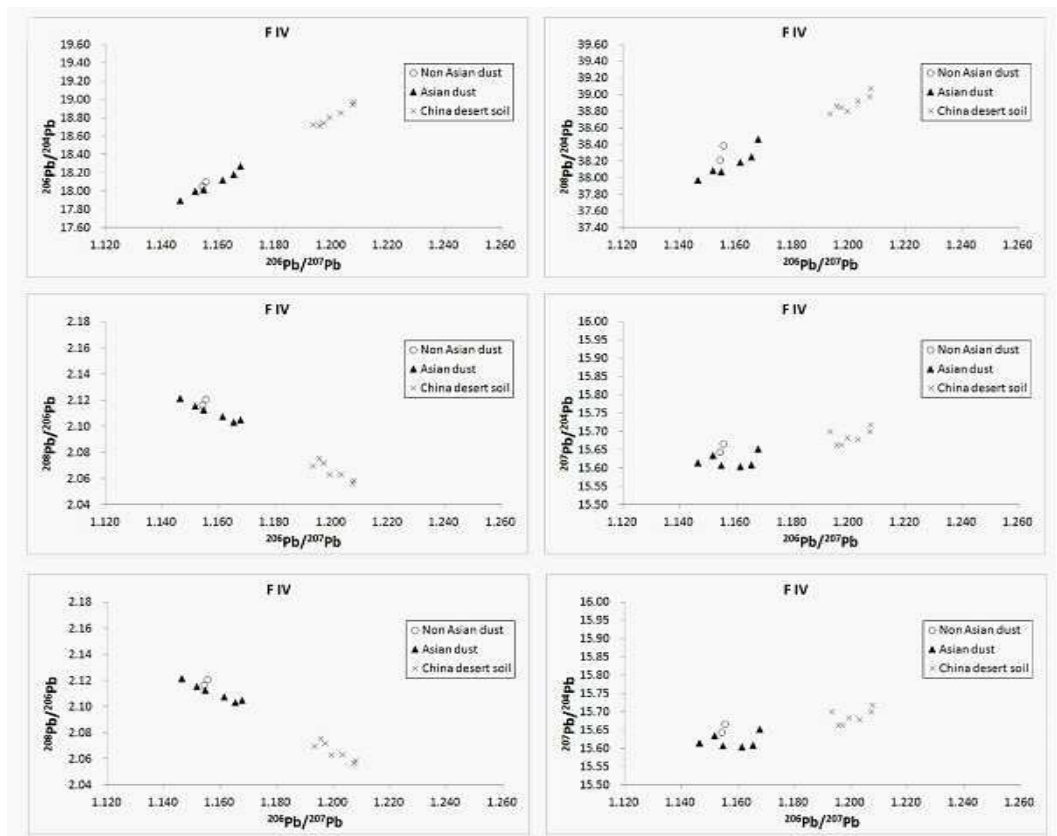 F IV
19.60
19.40
19.20
19.00
18.80
18.60
18.40
18.20
18.00
17.80
17.60
²⁰⁶Pb/²⁰⁴Pb
○ Non Asian dust
▲ Asian dust
× China desert soil
1.120 1.140 1.160 1.180 1.200 1.220 1.240 1.260
²⁰⁶Pb/²⁰⁷Pb
F IV
39.60
39.40
39.20
39.00
38.80
38.60
38.40
38.20
38.00
37.80
37.60
37.40
²⁰⁸Pb/²⁰⁴Pb
○ Non Asian dust
▲ Asian dust
× China desert soil
1.120 1.140 1.160 1.180 1.200 1.220 1.240 1.260
²⁰⁶Pb/²⁰⁷Pb
F IV
2.18
2.16
2.14
2.12
2.10
2.08
2.06
2.04
²⁰⁸Pb/²⁰⁶Pb
○ Non Asian dust
▲ Asian dust
× China desert soil
1.120 1.140 1.160 1.180 1.200 1.220 1.240 1.260
²⁰⁶Pb/²⁰⁷Pb
F IV
16.00
15.95
15.90
15.85
15.80
15.75
15.70
15.65
15.60
15.55
15.50
²⁰⁷Pb/²⁰⁴Pb
○ Non Asian dust
▲ Asian dust
× China desert soil
1.120 1.140 1.160 1.180 1.200 1.220 1.240 1.260
²⁰⁶Pb/²⁰⁷Pb
F IV
2.18
2.16
2.14
2.12
2.10
2.08
2.06
2.04
²⁰⁸Pb/²⁰⁶Pb
○ Non Asian dust
▲ Asian dust
× China desert soil
1.120 1.140 1.160 1.180 1.200 1.220 1.240 1.260
²⁰⁶Pb/²⁰⁷Pb
F IV
16.00
15.95
15.90
15.85
15.80
15.75
15.70
15.65
15.60
15.55
15.50
²⁰⁷Pb/²⁰⁴Pb
○ Non Asian dust
▲ Asian dust
× China desert soil
1.120 1.140 1.160 1.180 1.200 1.220 1.240 1.260
²⁰⁶Pb/²⁰⁷Pb